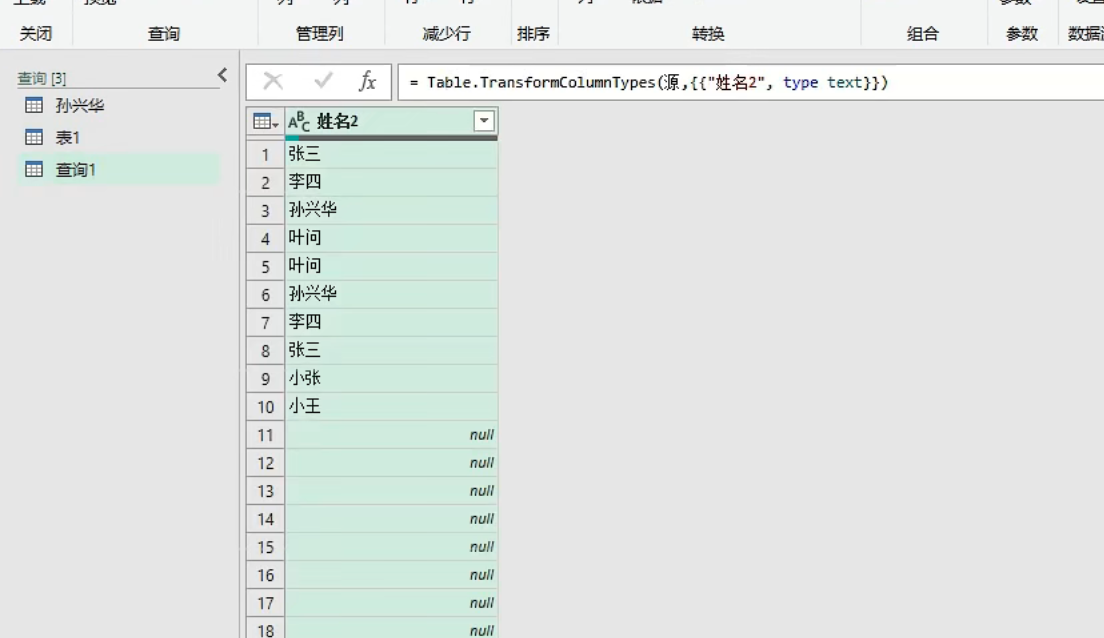 关闭 查询 管理列 减少行 排序 转换 组合 参数
查询 [3]
孙兴华
表1
查询1
fx = Table.TransformColumnTypes(源,{{"姓名2", type text}})
ABC 姓名2
1 张三
2 李四
3 孙兴华
4 叶问
5 叶问
6 孙兴华
7 李四
8 张三
9 小张
10 小王
11 null
12 null
13 null
14 null
15 null
16 null
17 null
18 null